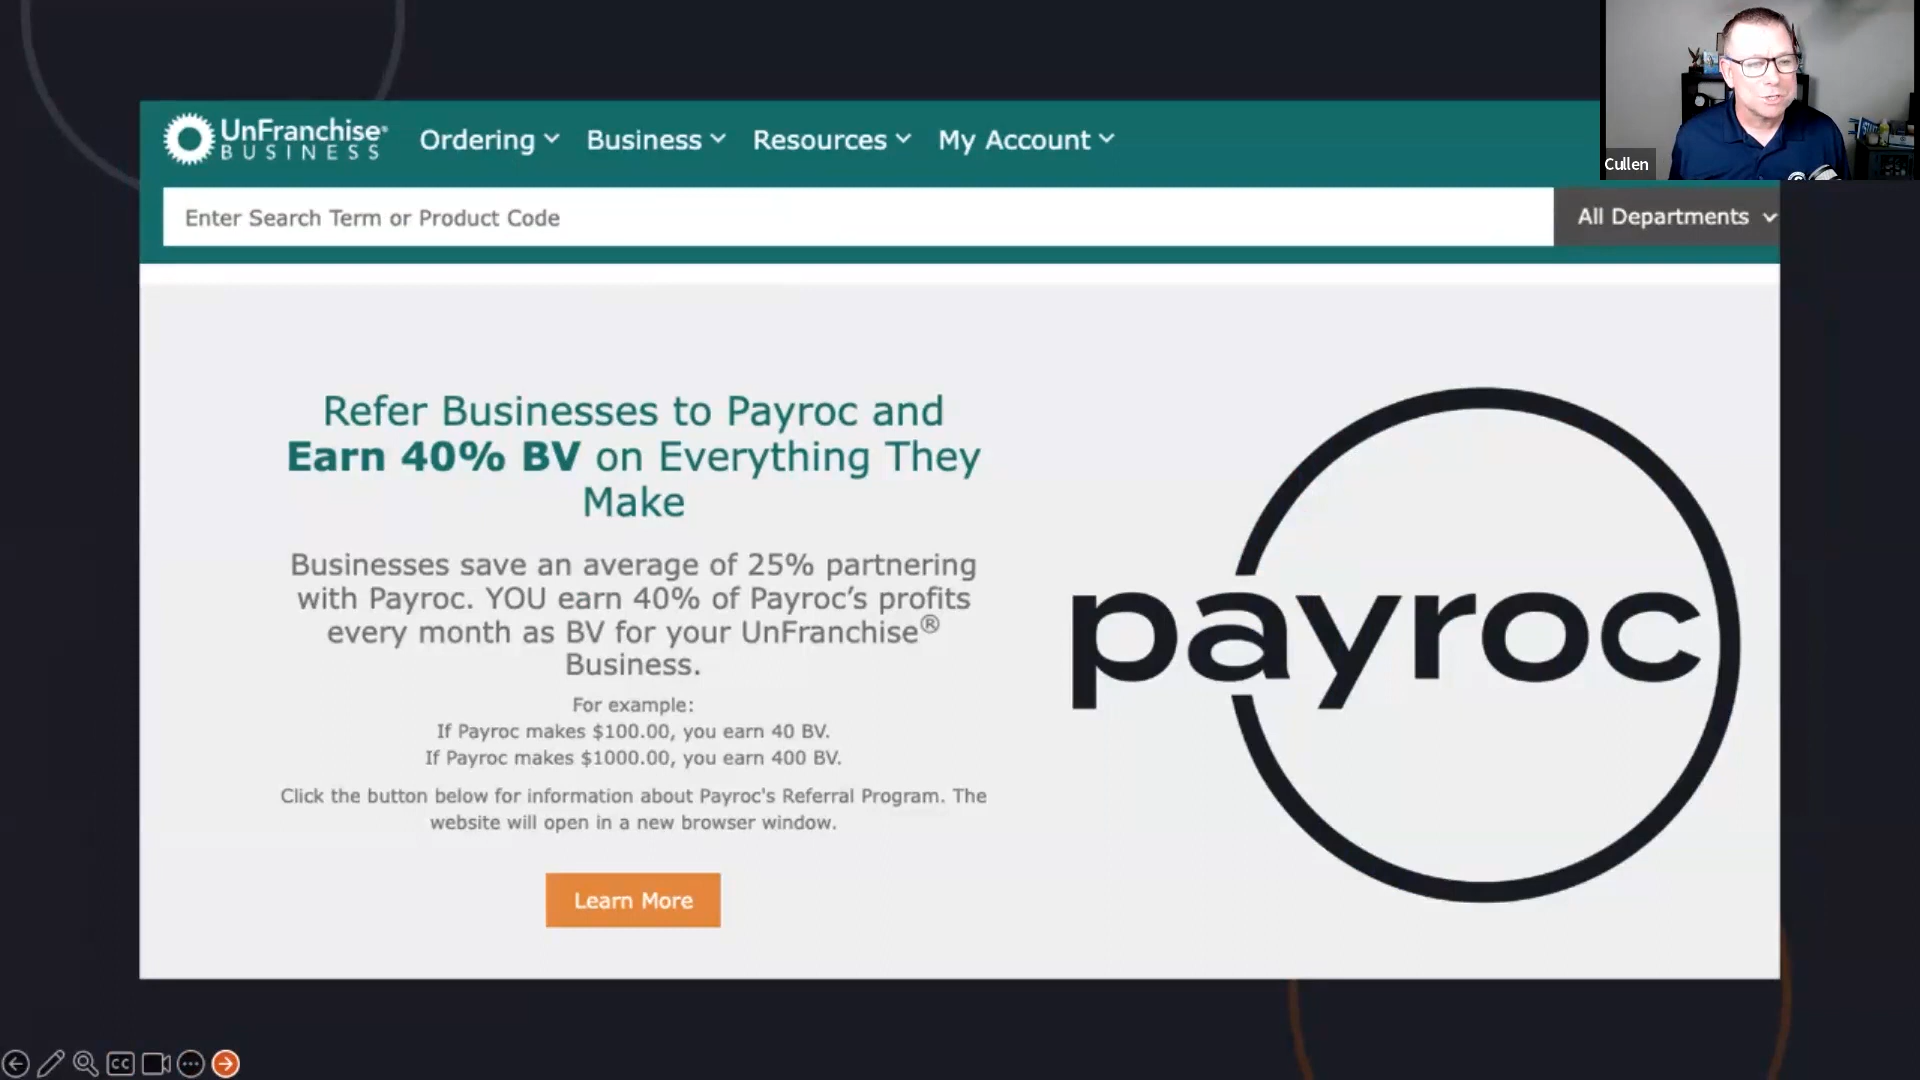 UnFranchise®
BUSINESS
Ordering
Business
Resources
My Account
Enter Search Term or Product Code
All Departments
Cullen
Refer Businesses to Payroc and
Earn 40% BV on Everything They
Make
Businesses save an average of 25% partnering
with Payroc. YOU earn 40% of Payroc’s profits
every month as BV for your UnFranchise®
Business.
For example:
If Payroc makes $100.00, you earn 40 BV.
If Payroc makes $1000.00, you earn 400 BV.
Click the button below for information about Payroc's Referral Program. The
website will open in a new browser window.
Learn More
payroc
CC